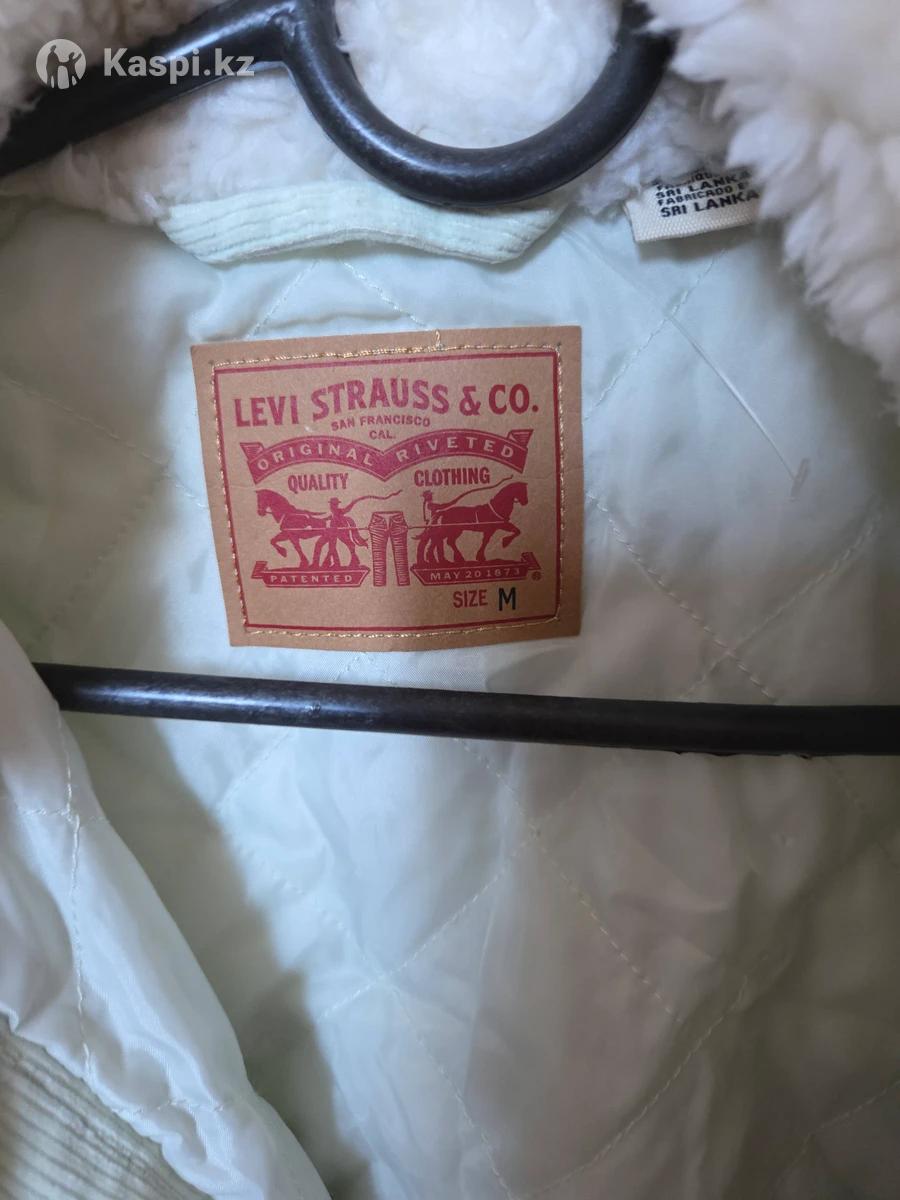 Kaspi.kz
SRI LANKA
FABRICADO E
SRI LANKA
LEVI STRAUSS & CO.
SAN FRANCISCO
CAL.
ORIGINAL RIVETED
QUALITY CLOTHING
PATENTED MAY 20 1873 ®
SIZE M